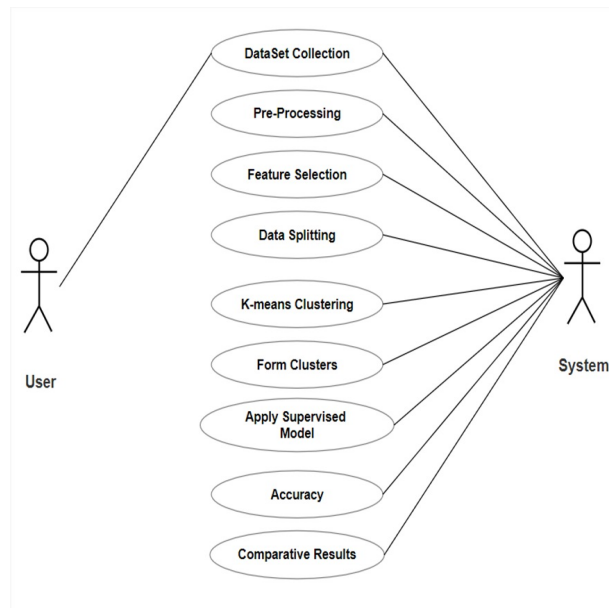 DataSet Collection
Pre-Processing
Feature Selection
Data Splitting
K-means Clustering
Form Clusters
Apply Supervised
Model
Accuracy
Comparative Results
User
System